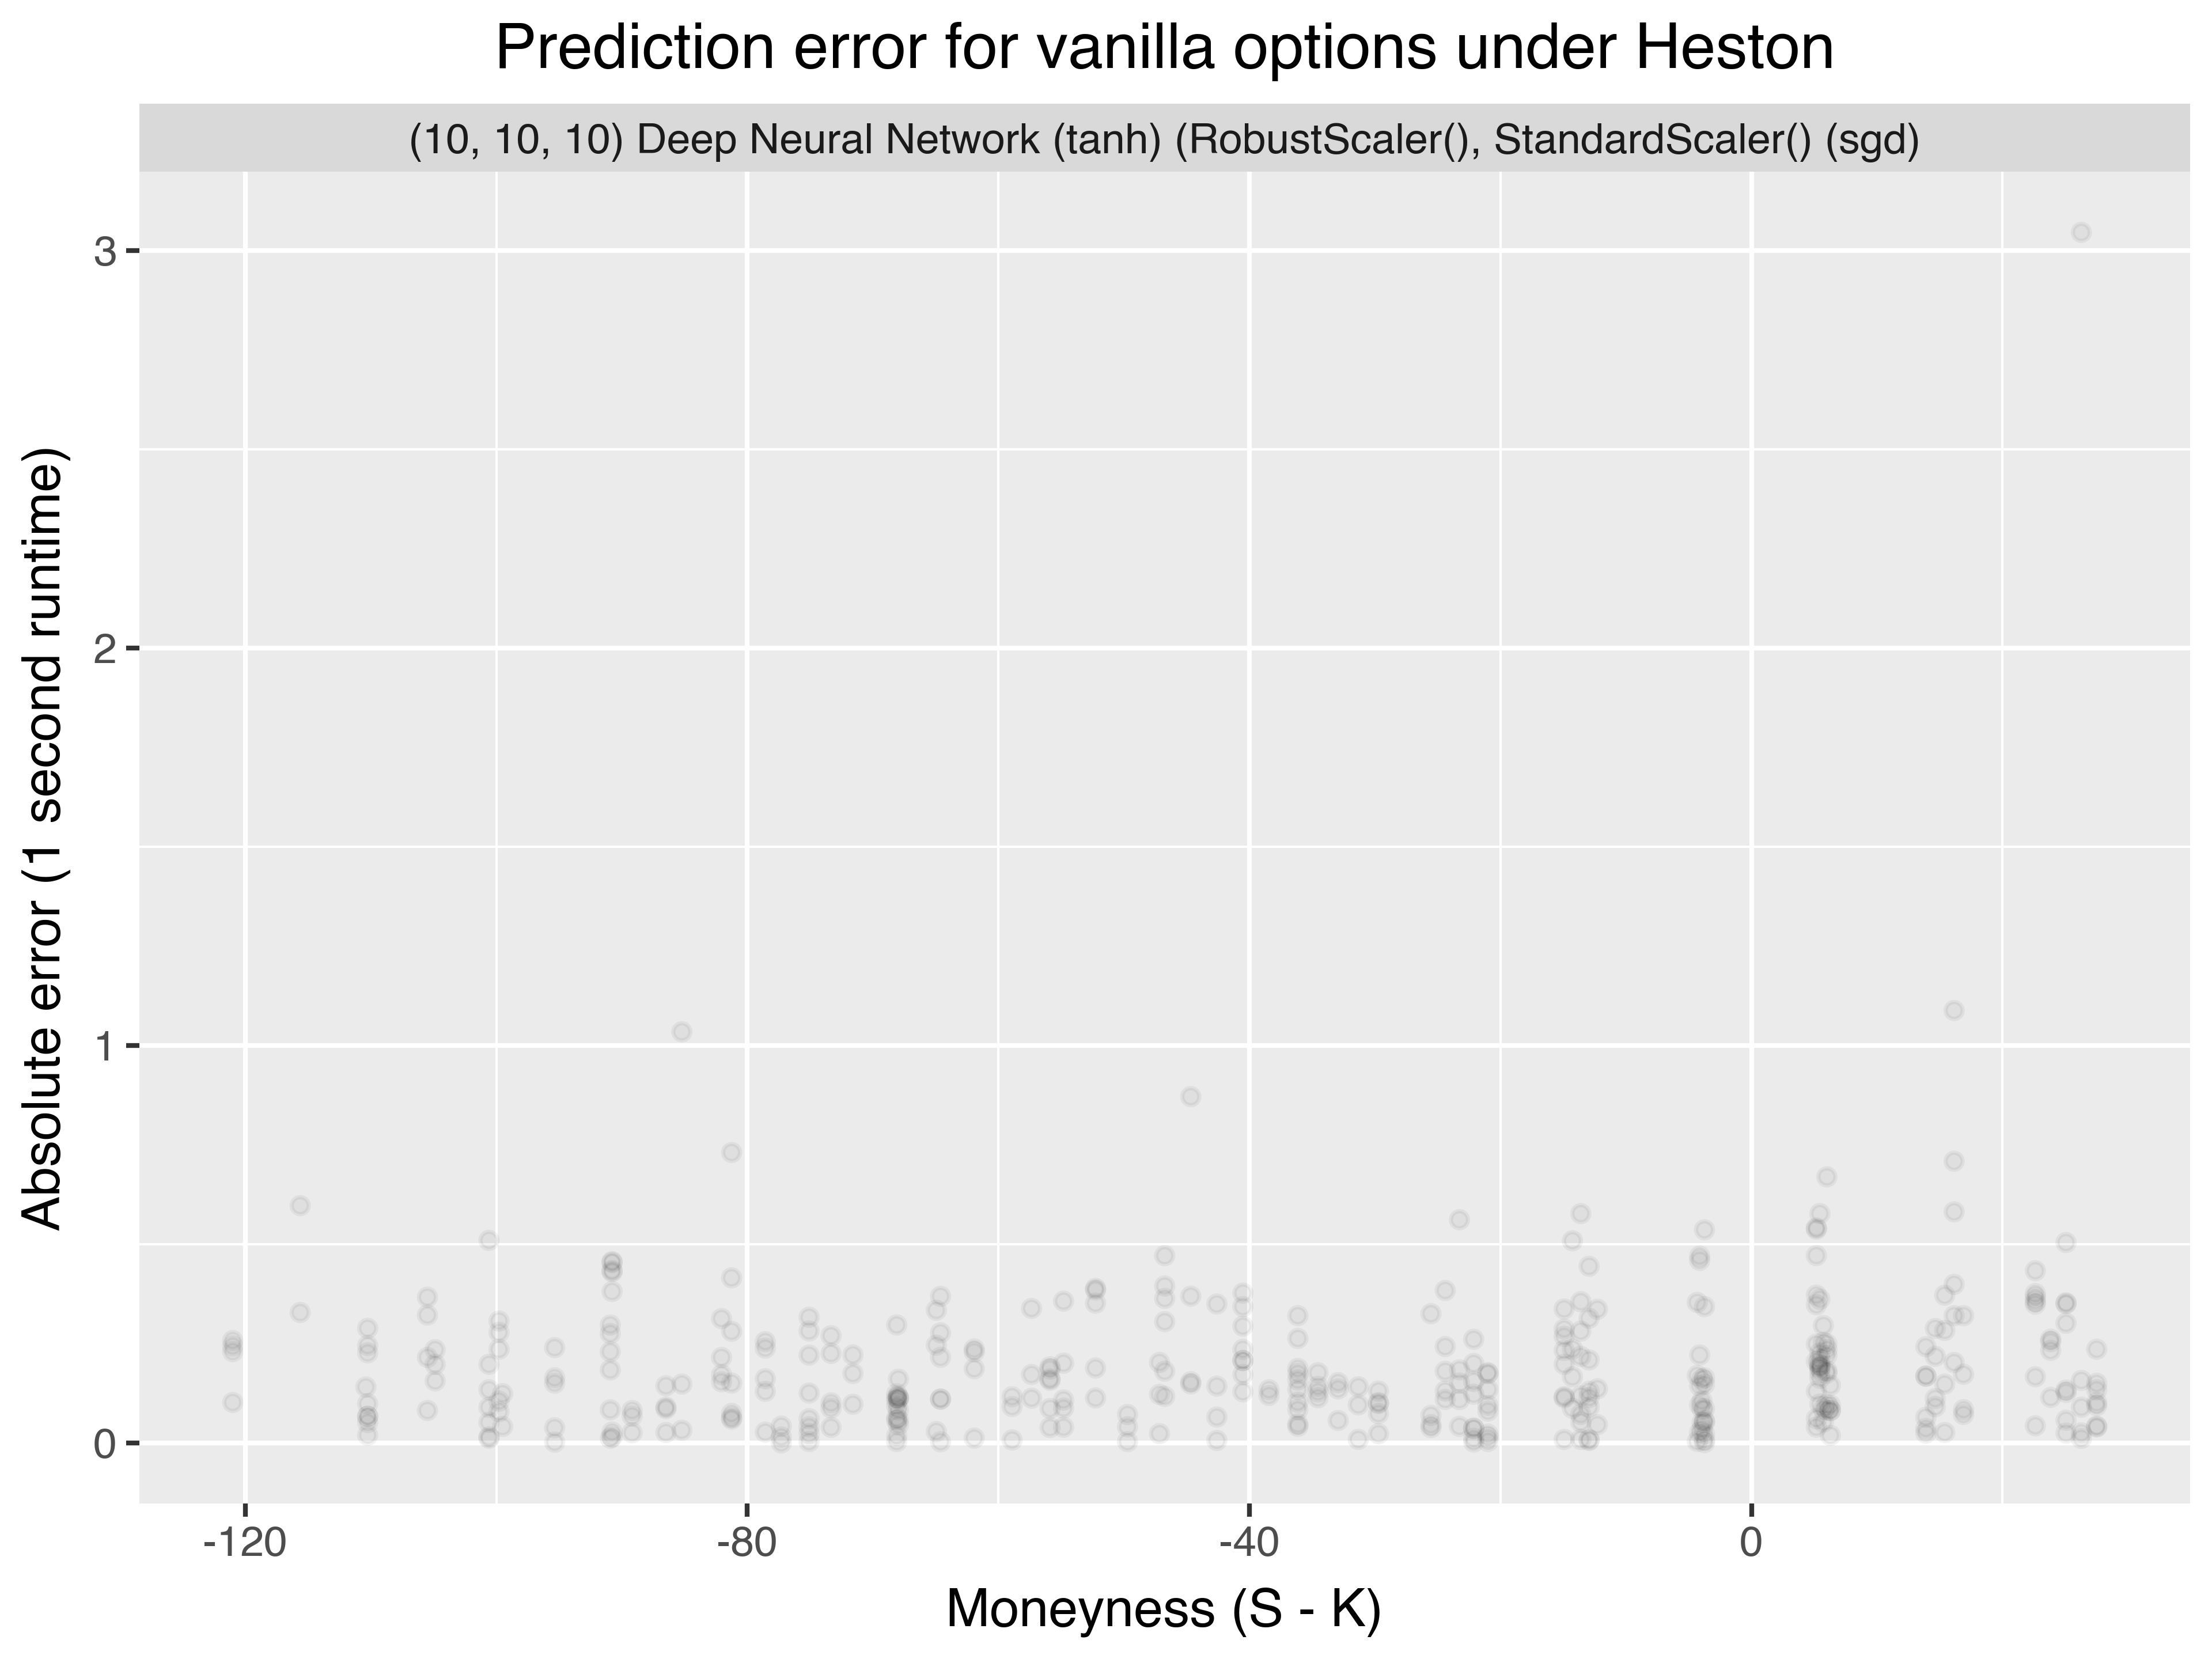 Prediction error for vanilla options under Heston
(10, 10, 10) Deep Neural Network (tanh) (RobustScaler(), StandardScaler() (sgd)
Absolute error (1 second runtime)
3
2
1
0
-120
-80
-40
0
Moneyness (S - K)